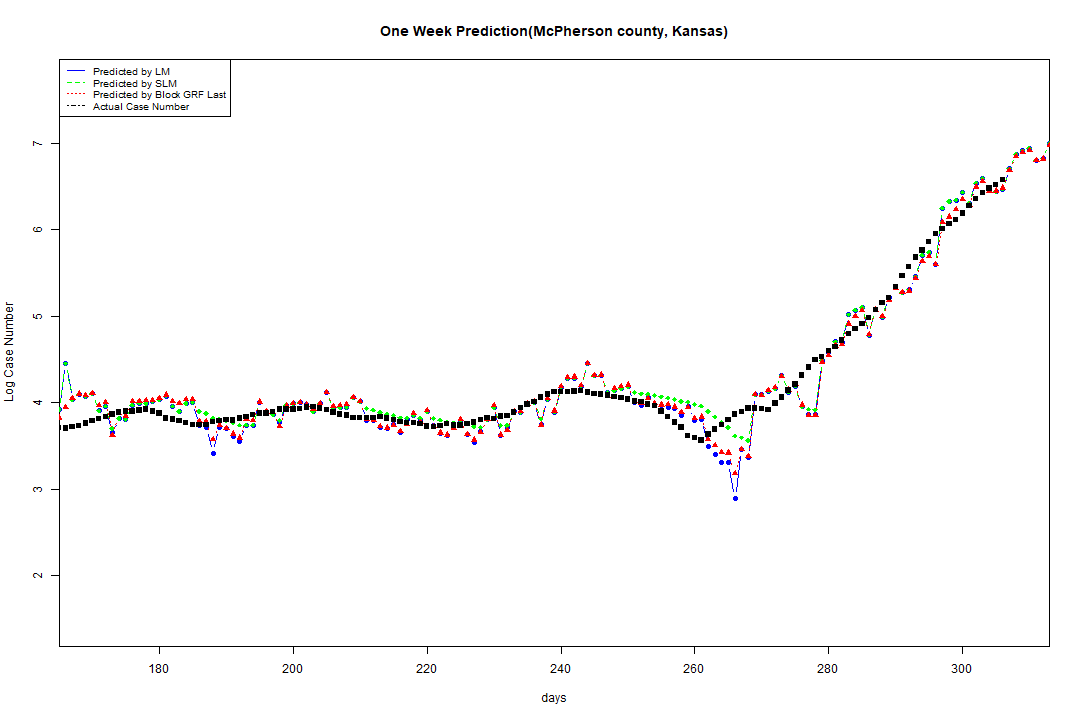 One Week Prediction(McPherson county, Kansas)
Predicted by LM
Predicted by SLM
Predicted by Block GRF Last
Actual Case Number
7
6
5
4
3
2
Log Case Number
180 200 220 240 260 280 300
days